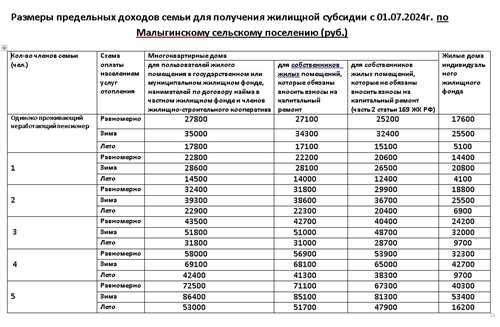 Размеры предельных доходов семьи для получения жилищной субсидии с 01.07.2024г. по
Малыгинскому сельскому поселению (руб.)
Кол-во членов семьи (чел.) Схема оплаты населением услуг отопления Многоквартирные дома Жилые дома индивидуального жилищного фонда
для пользователей жилого помещения в государственном или муниципальном жилищном фонде, нанимателям по договору найма в частном жилищном фонде и членов жилищно-строительного кооператива для собственников жилых помещений, которые обязаны вносить взносы на капитальный ремонт для собственников жилых помещений, которые не обязаны вносить взносы на капитальный ремонт (часть 2 статьи 169 ЖК РФ)
Одиноко проживающий неработающий пенсионер Равномерно 27800 27100 25200 17600
Зима 35000 34300 32400 25500
Лето 17800 17100 15100 5100
1 Равномерно 22800 22200 20600 14400
Зима 28600 28100 26500 20800
Лето 14500 14000 12400 4100
2 Равномерно 32400 31800 29900 18800
Зима 39300 38600 36700 25500
Лето 22900 22300 20400 6900
3 Равномерно 43500 42700 40400 24200
Зима 51800 51000 48700 32000
Лето 31800 31000 28700 9700
4 Равномерно 58000 56900 53900 32300
Зима 69100 68100 65000 42700
Лето 42400 41300 38300 9700
5 Равномерно 72500 71100 67300 40300
Зима 86400 85100 81300 53400
Лето 53000 51700 47900 16200